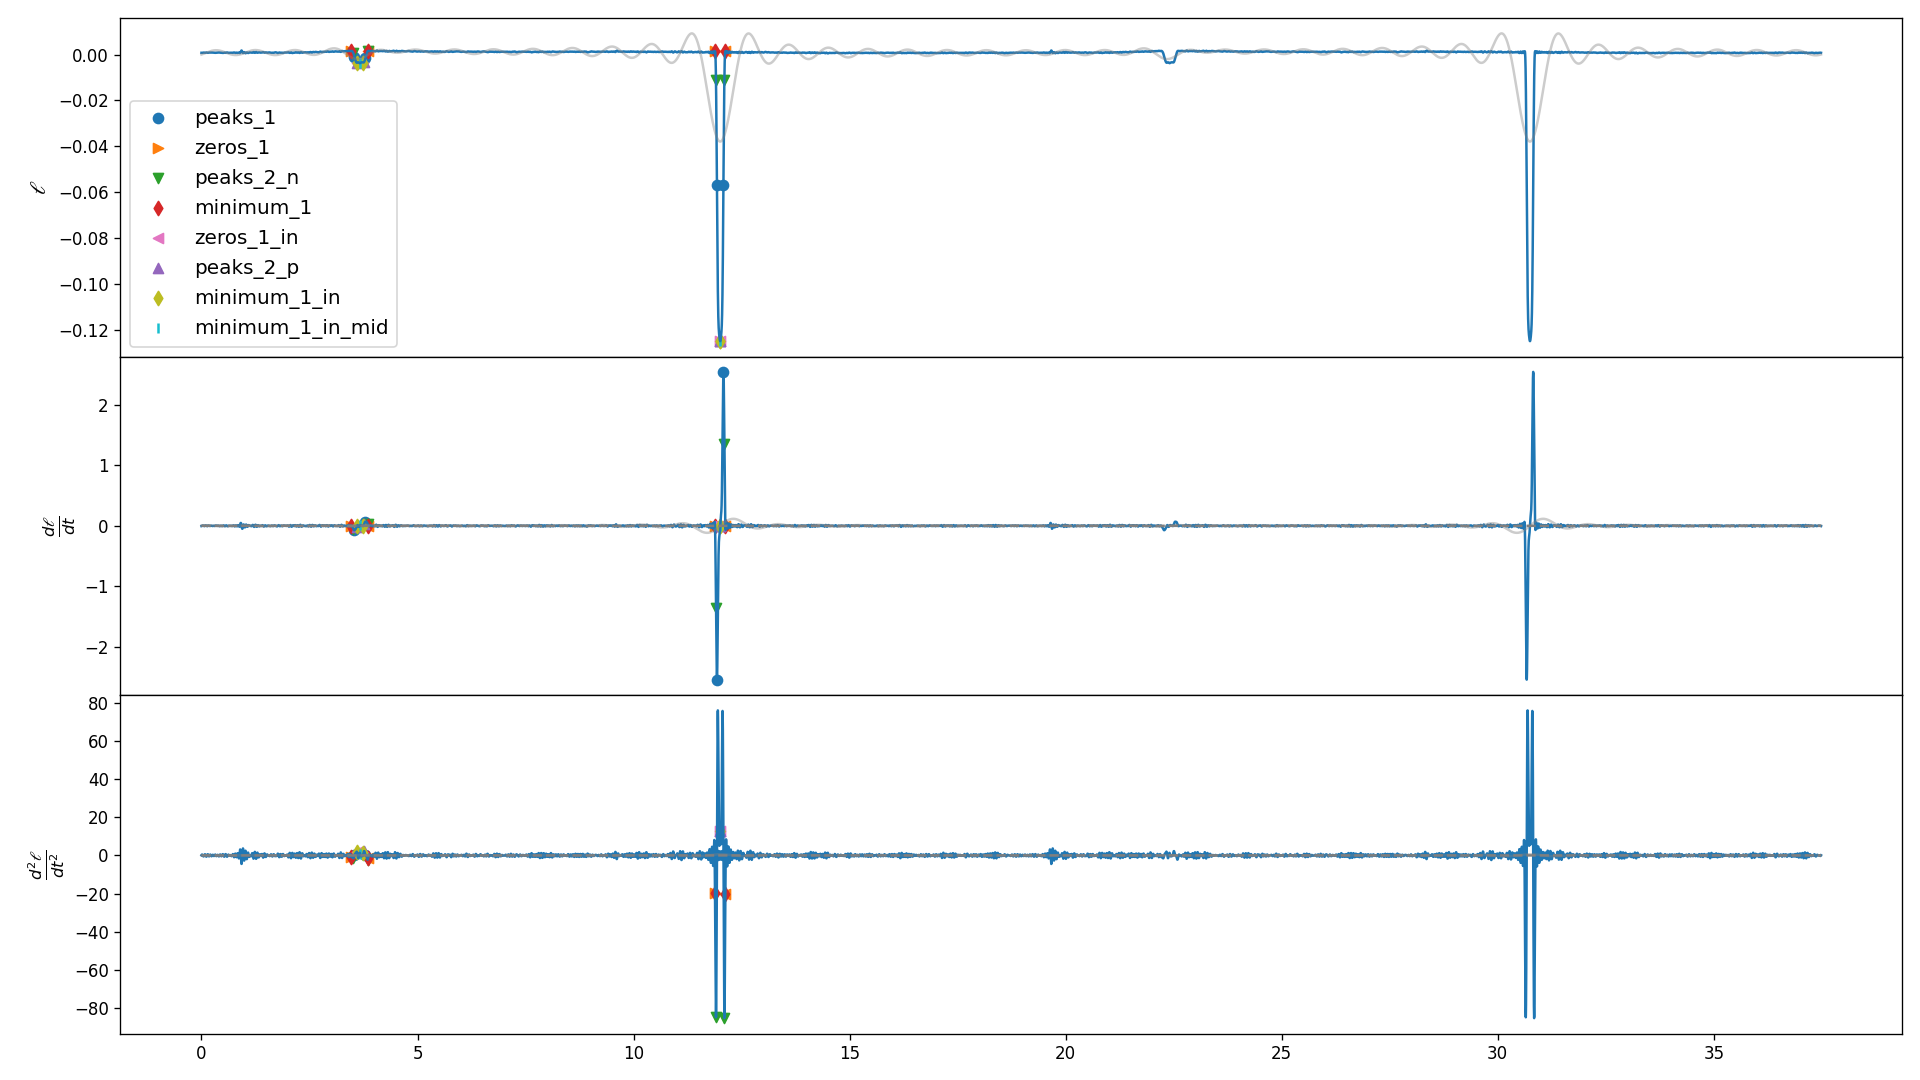 0.00
−0.02
−0.04
−0.06
−0.08
−0.10
−0.12
ℓ
peaks_1
zeros_1
peaks_2_n
minimum_1
zeros_1_in
peaks_2_p
minimum_1_in
minimum_1_in_mid
2
1
0
−1
−2
dℓ
dt
80
60
40
20
0
−20
−40
−60
−80
d²ℓ
dt²
0 5 10 15 20 25 30 35